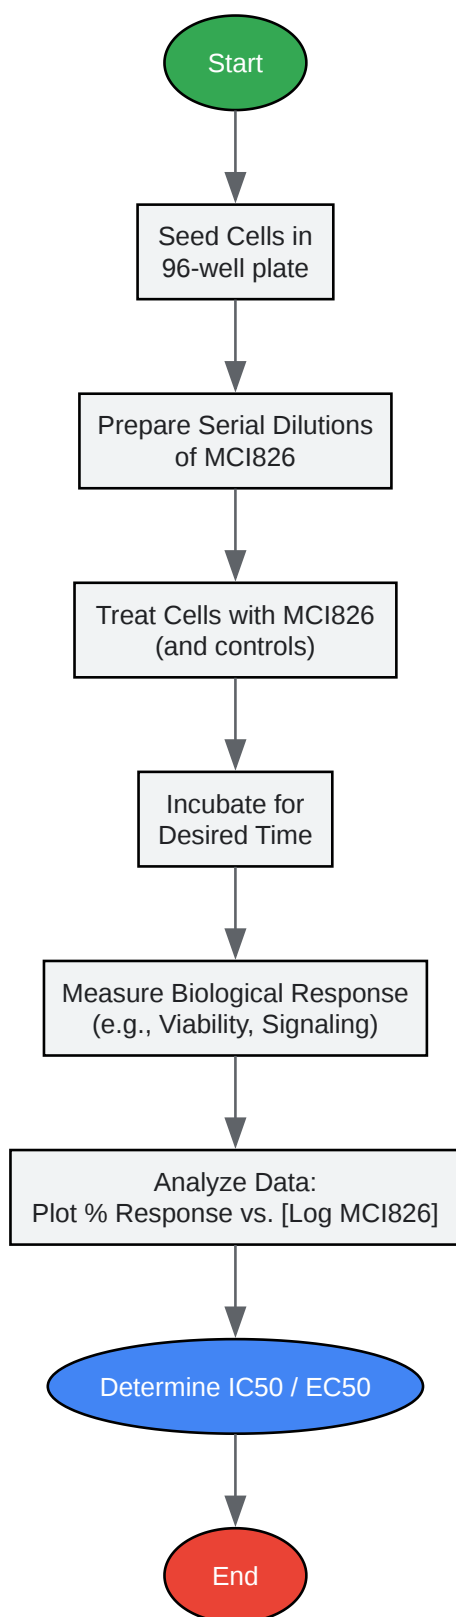 Start
Seed Cells in
96-well plate
Prepare Serial Dilutions
of MCI826
Treat Cells with MCI826
(and controls)
Incubate for
Desired Time
Measure Biological Response
(e.g., Viability, Signaling)
Analyze Data:
Plot % Response vs. [Log MCI826]
Determine IC50 / EC50
End